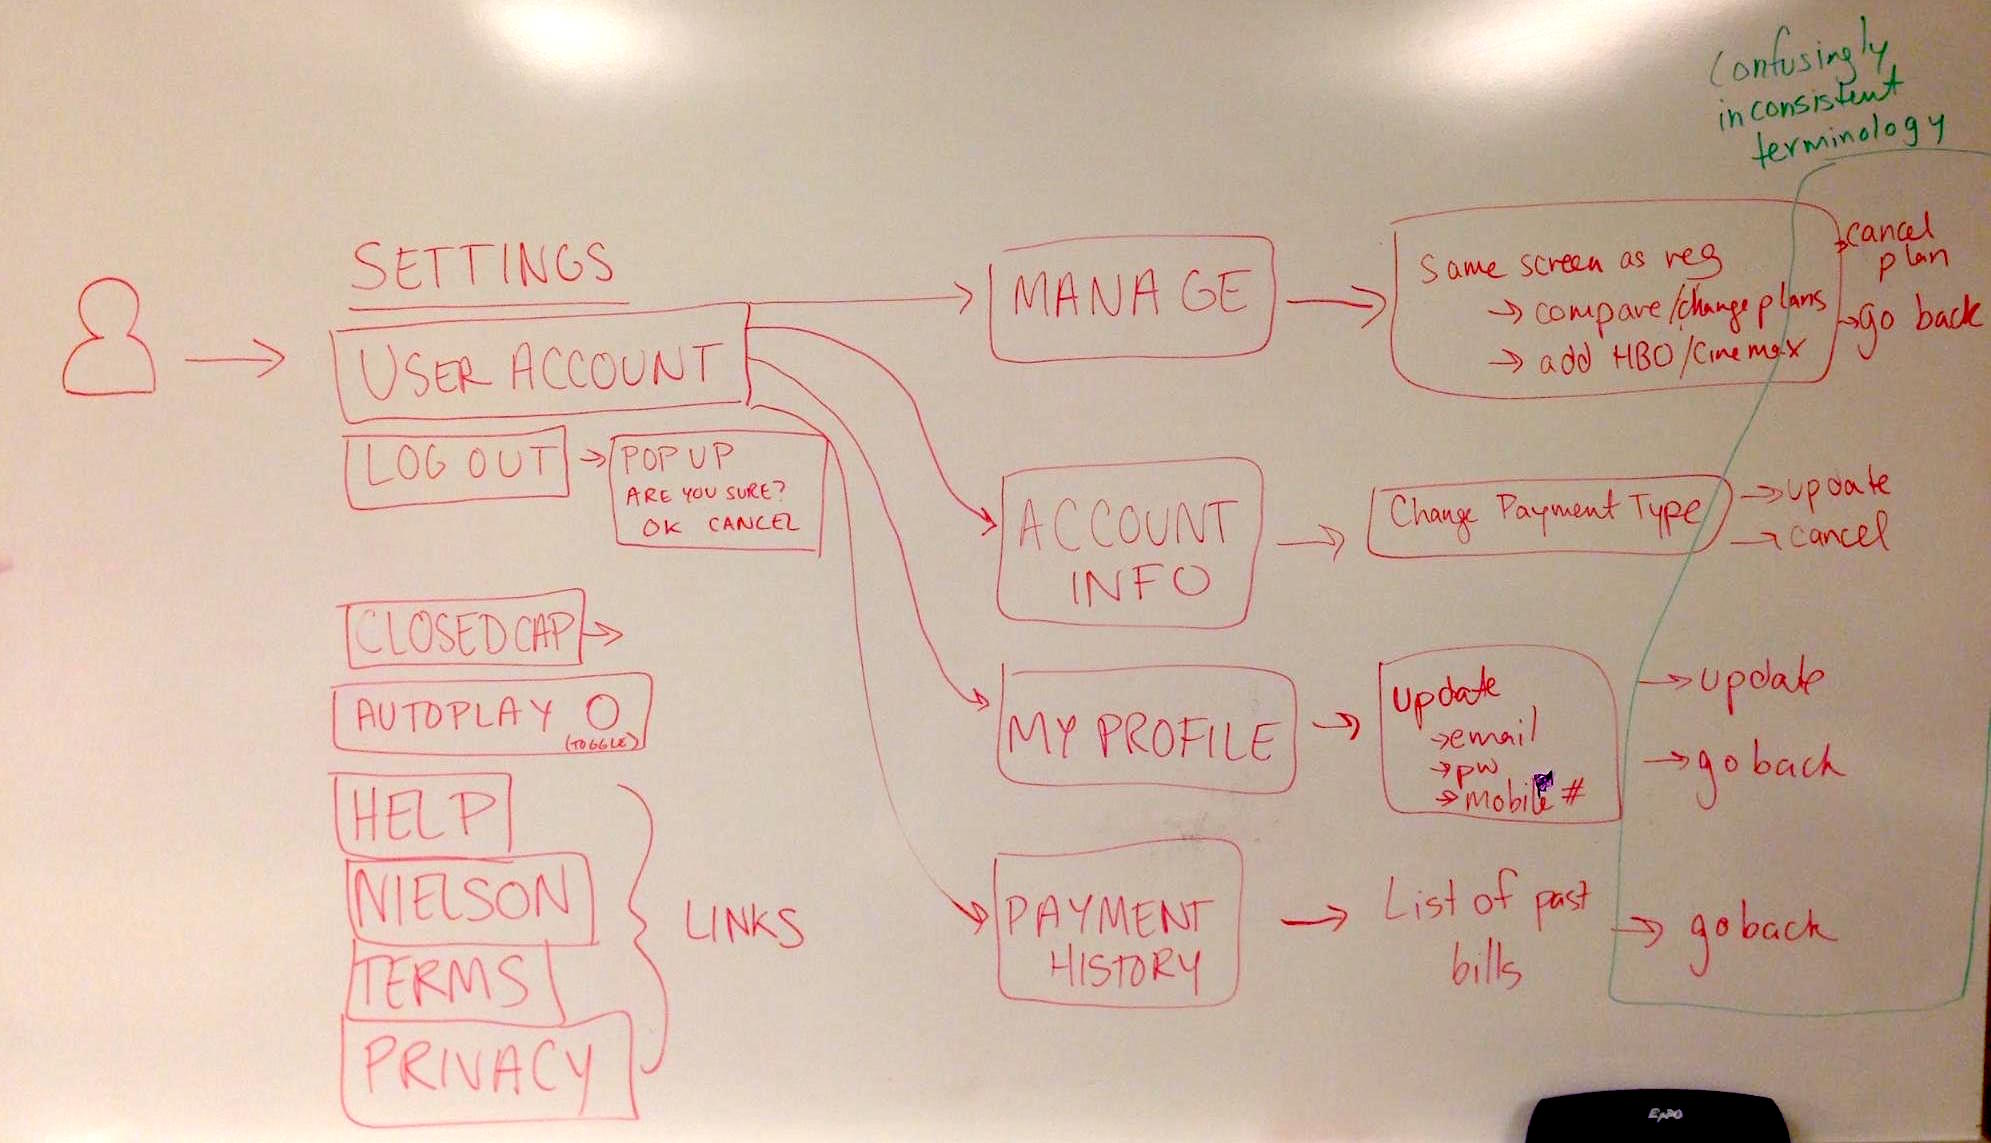 Confusingly
inconsistent
terminology
SETTINGS
USER ACCOUNT
LOG OUT
POP UP
ARE YOU SURE?
OK CANCEL
CLOSED CAP
AUTOPLAY
(TOGGLE)
HELP
NIELSON
TERMS
PRIVACY
LINKS
MANAGE
Same screen as reg
→ compare/change plans
→ add HBO/Cinemax
→ cancel
plan
→ go back
ACCOUNT
INFO
Change Payment Type
→ update
→ cancel
MY PROFILE
update
→ email
→ pw
→ mobile #
→ update
→ go back
PAYMENT
HISTORY
List of past
bills
→ go back
EXPO